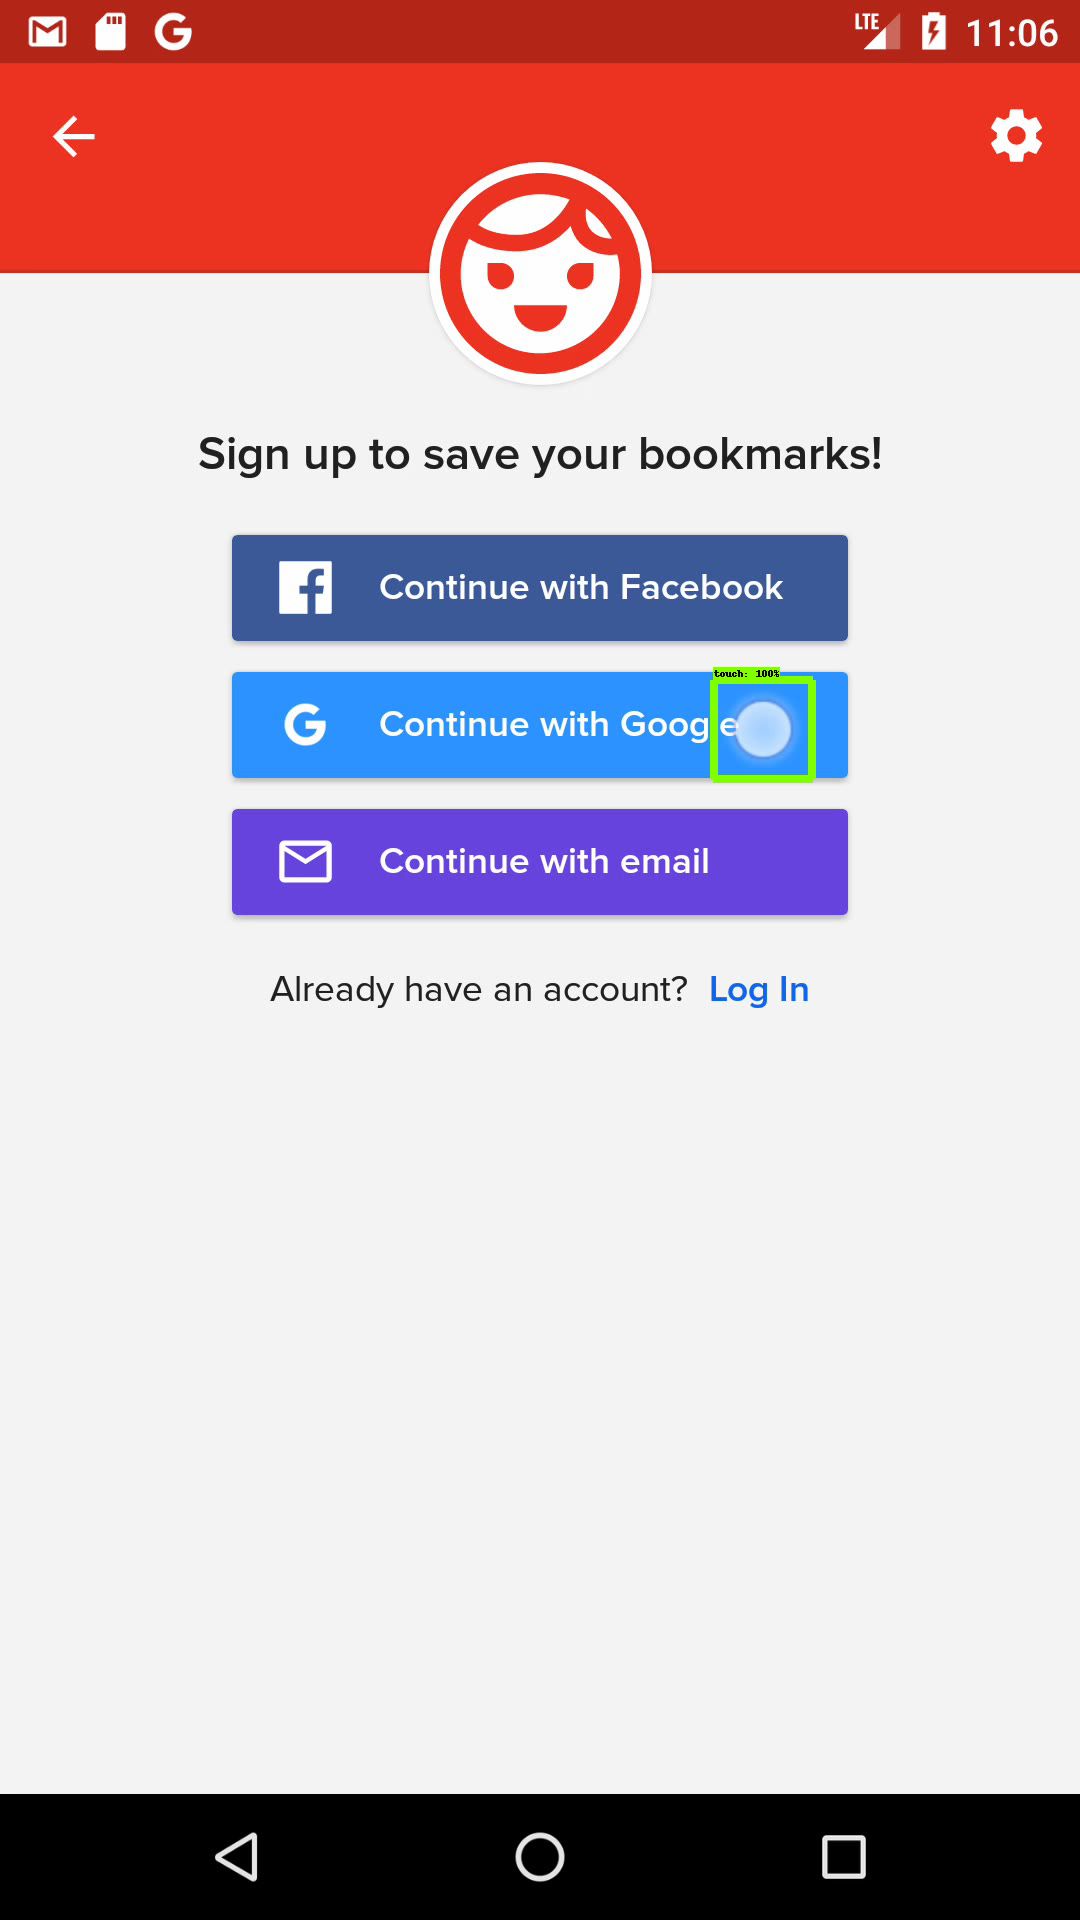 LTE 11:06
Sign up to save your bookmarks!
Continue with Facebook
touch: 100%
Continue with Google
Continue with email
Already have an account? Log In